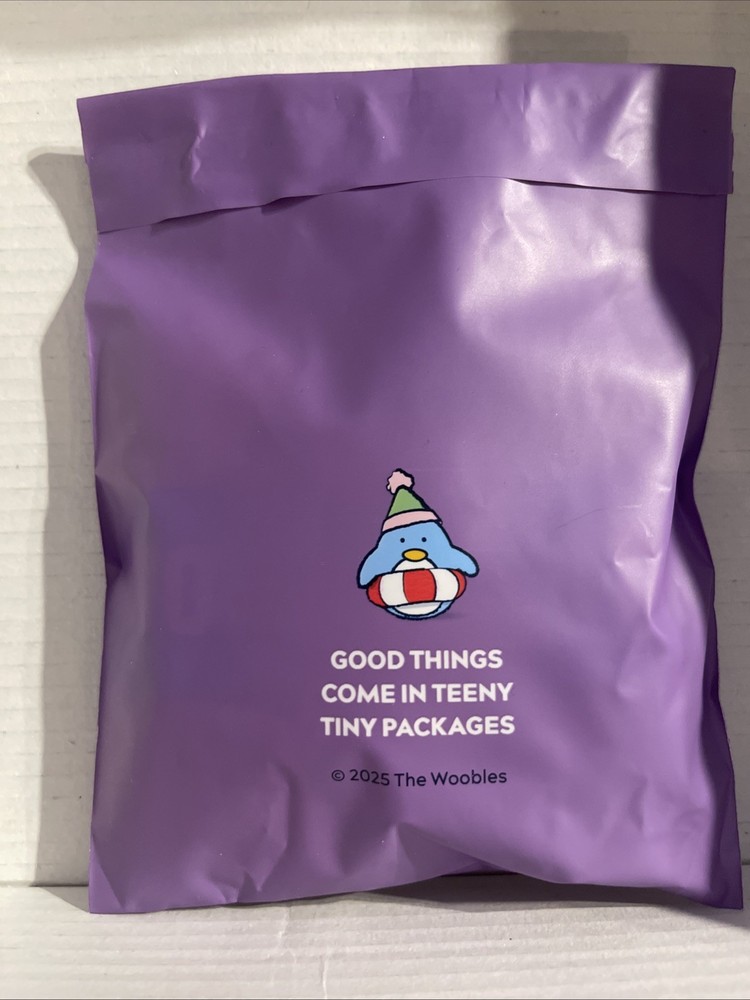 GOOD THINGS
COME IN TEENY
TINY PACKAGES
© 2025 The Woobles